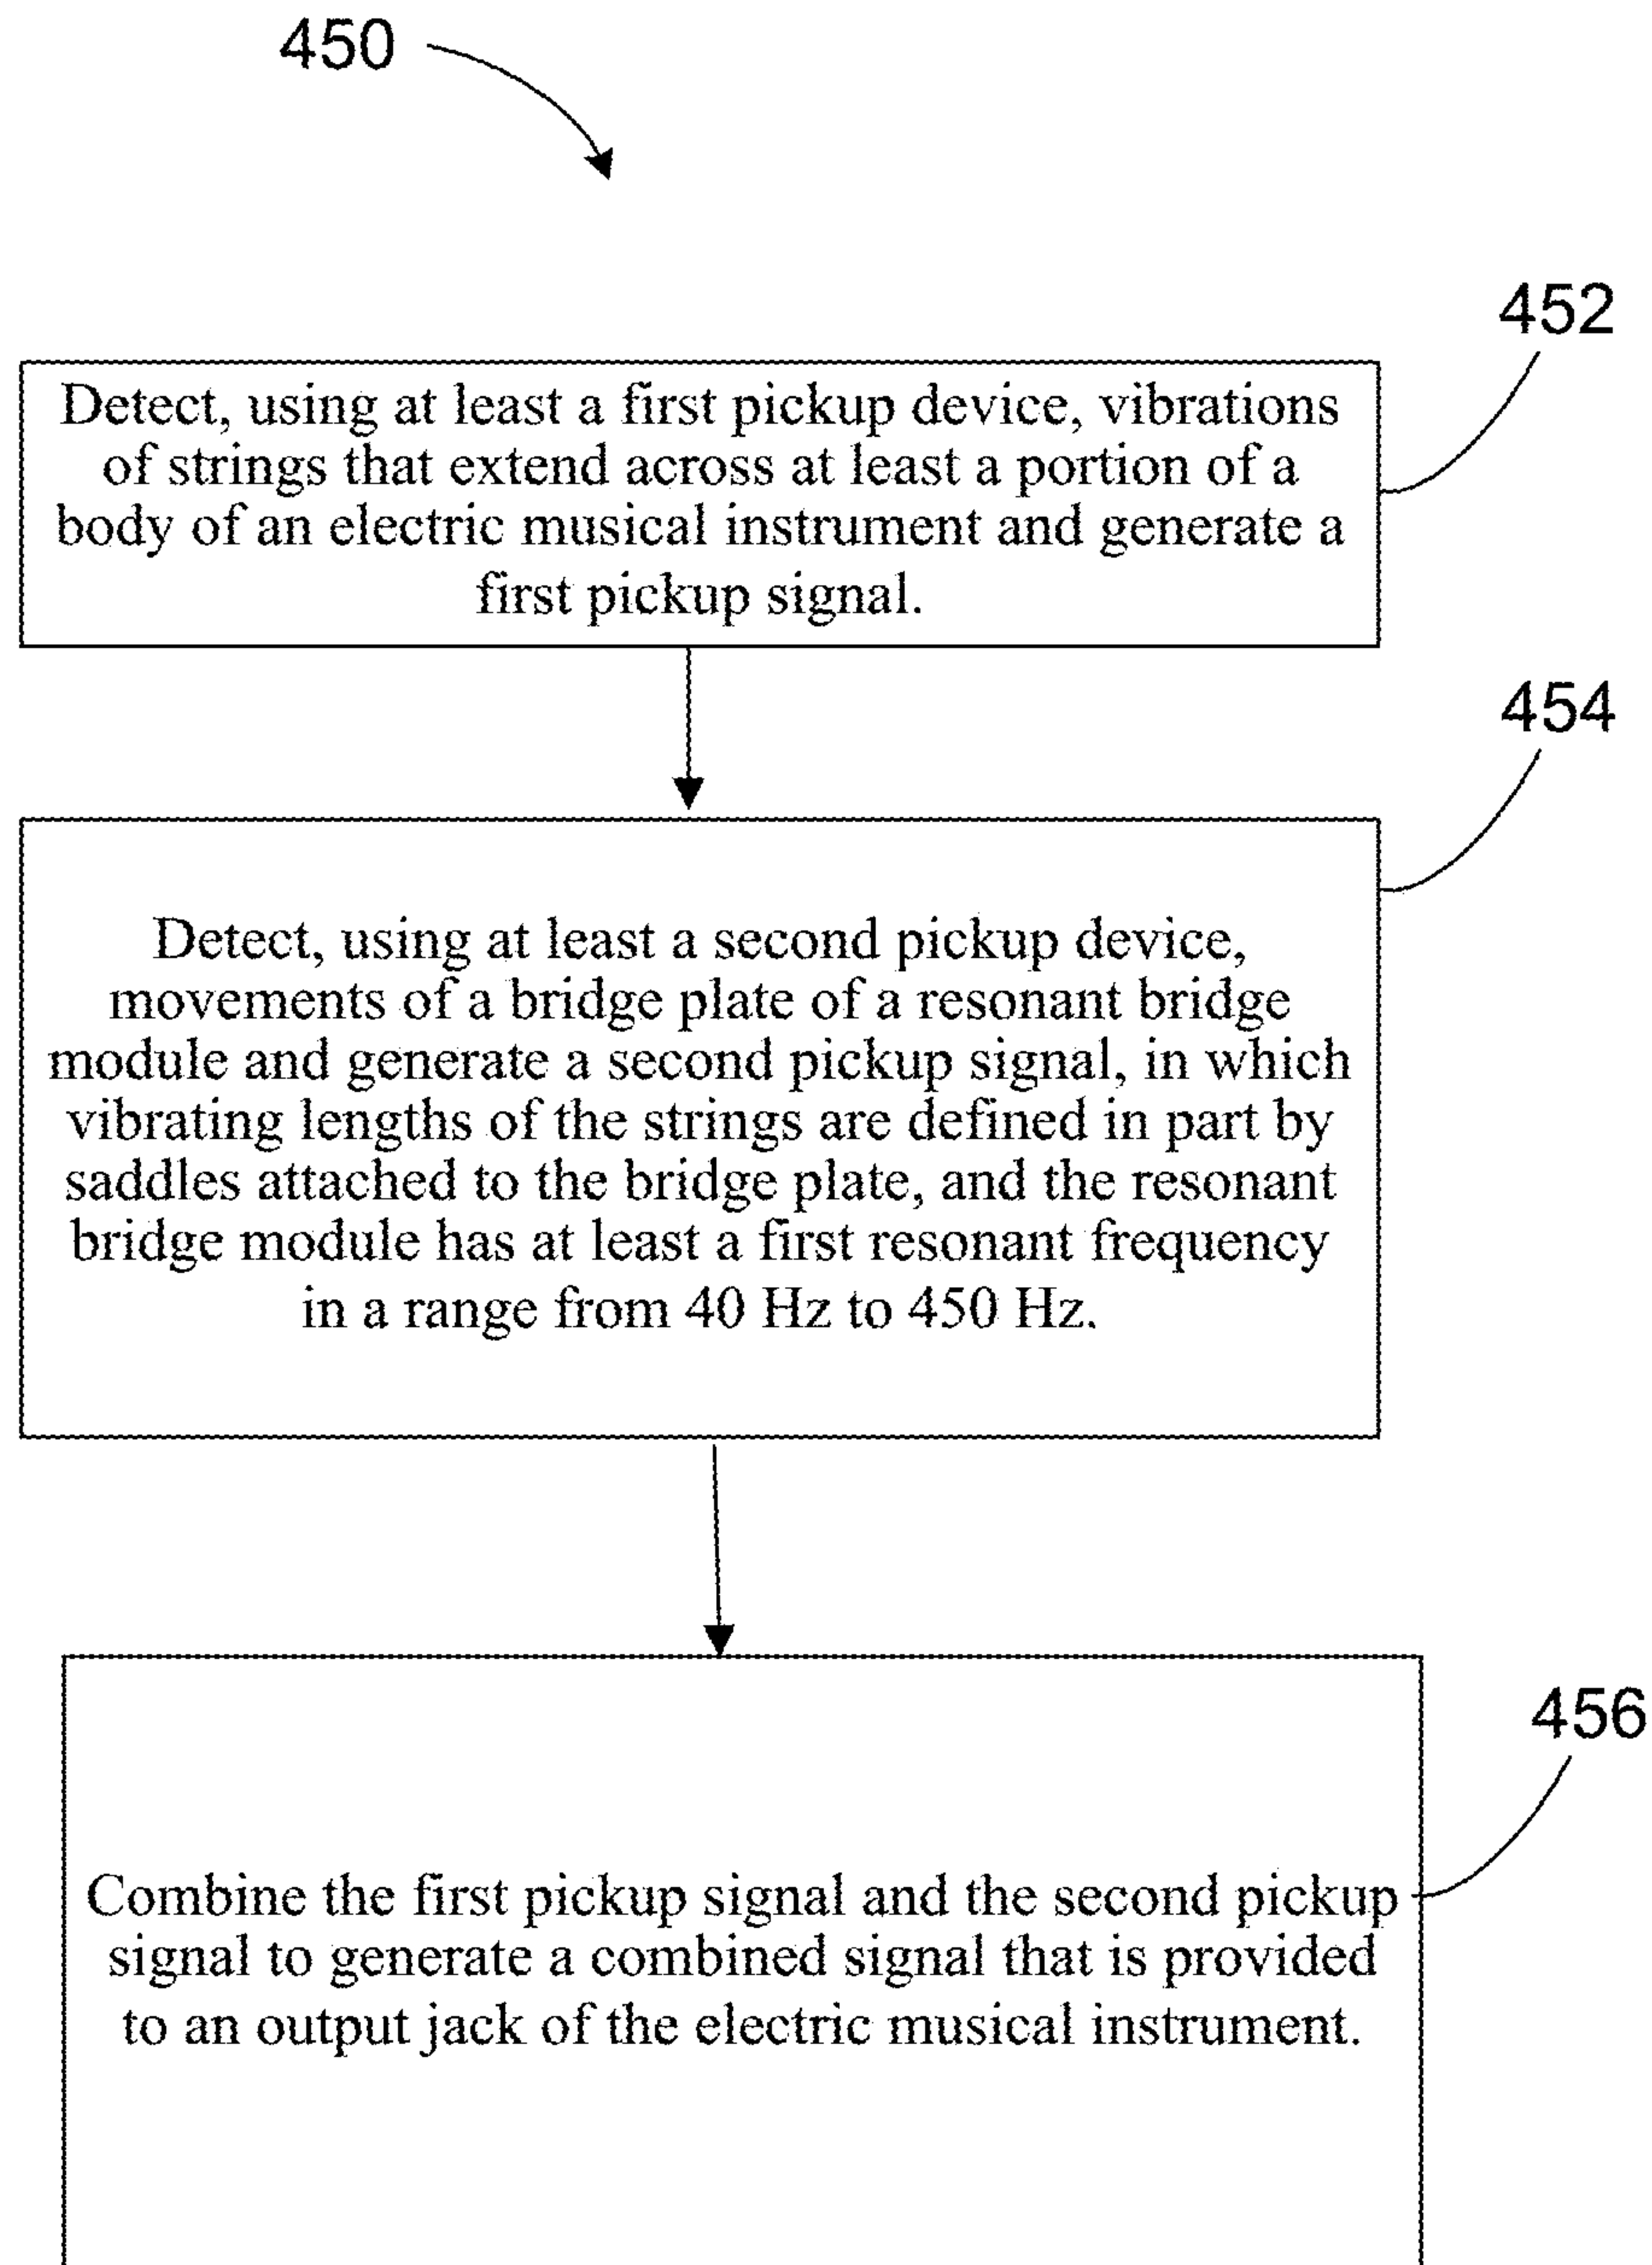 450
452
Detect, using at least a first pickup device, vibrations
of strings that extend across at least a portion of a
body of an electric musical instrument and generate a
first pickup signal.
454
Detect, using at least a second pickup device,
movements of a bridge plate of a resonant bridge
module and generate a second pickup signal, in which
vibrating lengths of the strings are defined in part by
saddles attached to the bridge plate, and the resonant
bridge module has at least a first resonant frequency
in a range from 40 Hz to 450 Hz.
456
Combine the first pickup signal and the second pickup
signal to generate a combined signal that is provided
to an output jack of the electric musical instrument.